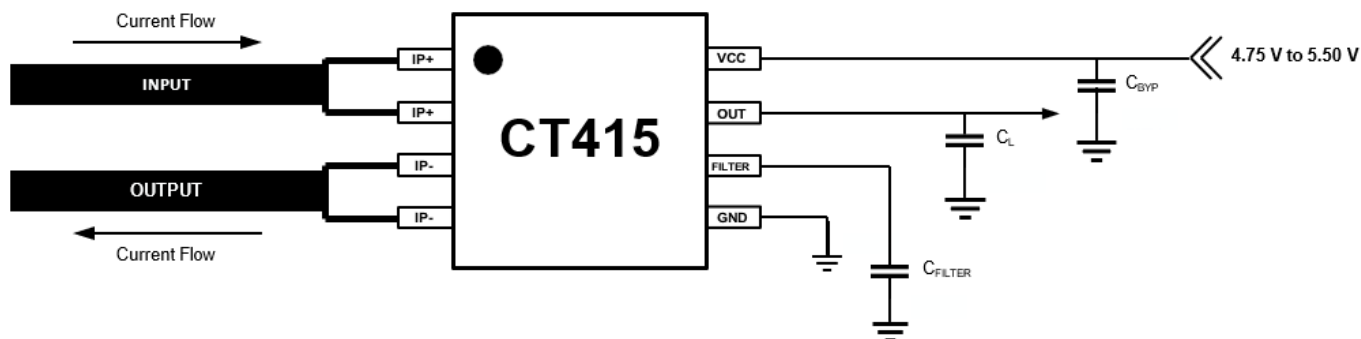 Current Flow
INPUT
OUTPUT
Current Flow
IP+
IP+
IP-
IP-
CT415
VCC
OUT
FILTER
GND
4.75 V to 5.50 V
CBYP
CL
CFILTER